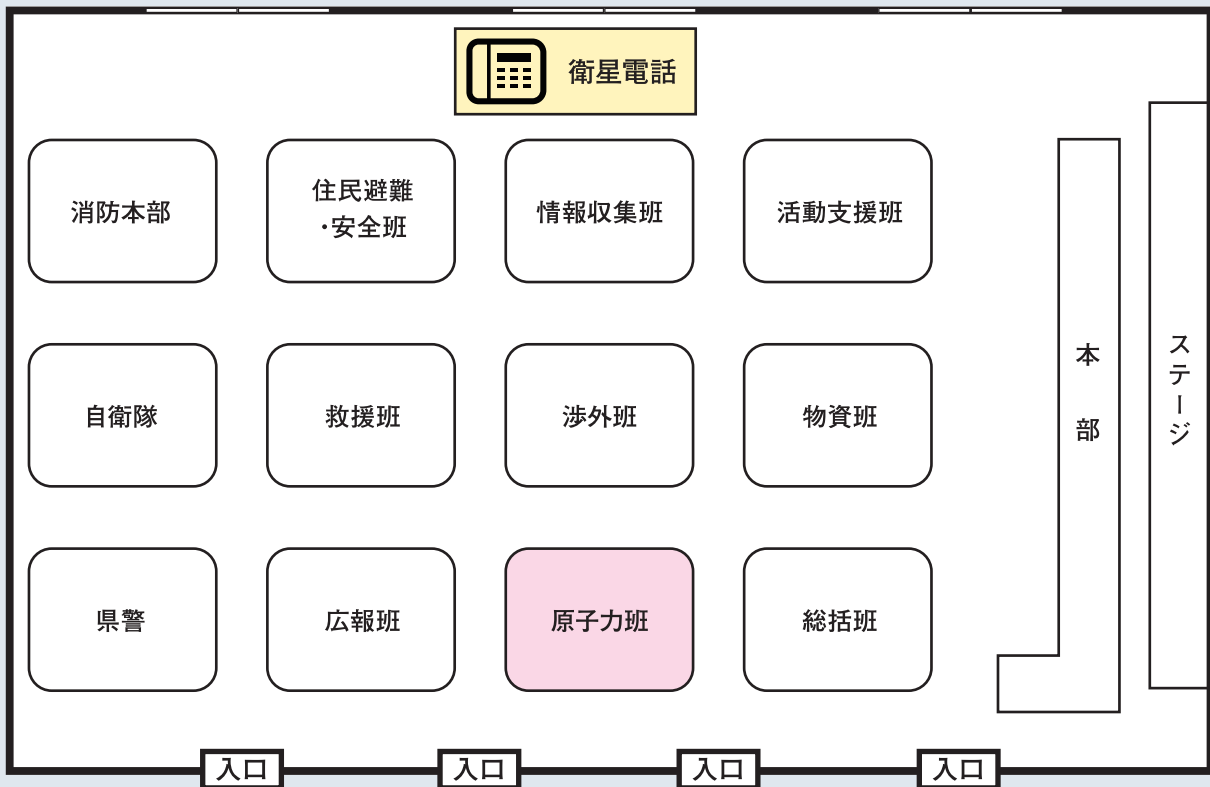 衛星電話
消防本部
住民避難
・安全班
情報収集班
活動支援班
自衛隊
救援班
渉外班
物資班
県警
広報班
原子力班
総括班
本部
ステージ
入口
入口
入口
入口